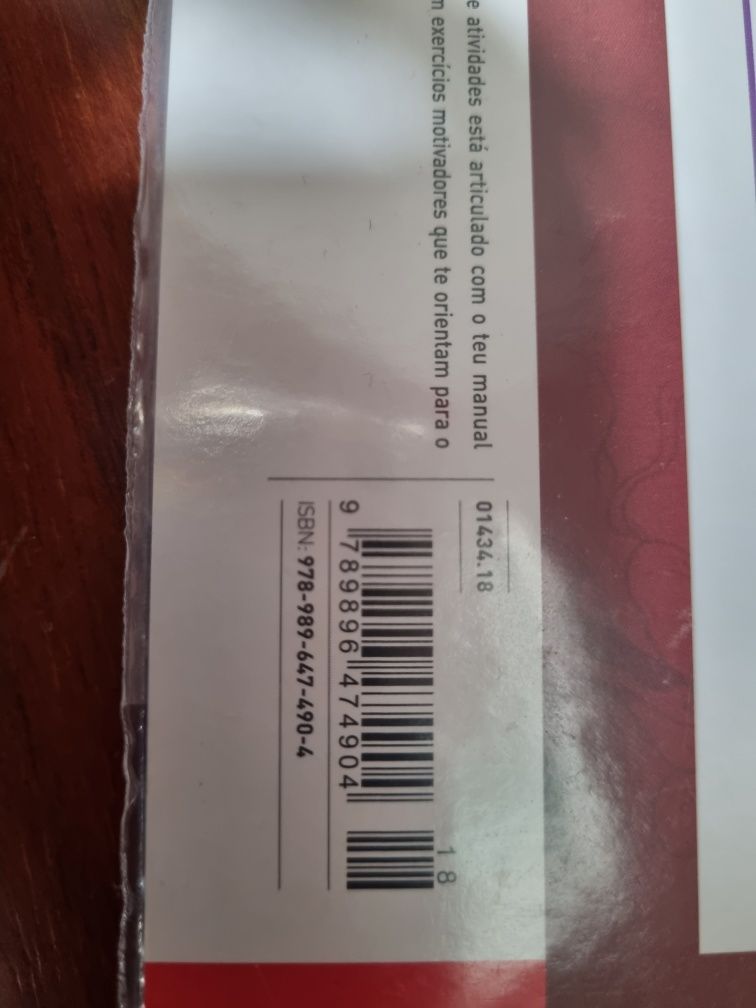 e atividades está articulado com o teu manual
exercícios motivadores que te orientam para o
01434.18
18
9 789896 474904
ISBN: 978-989-647-490-4